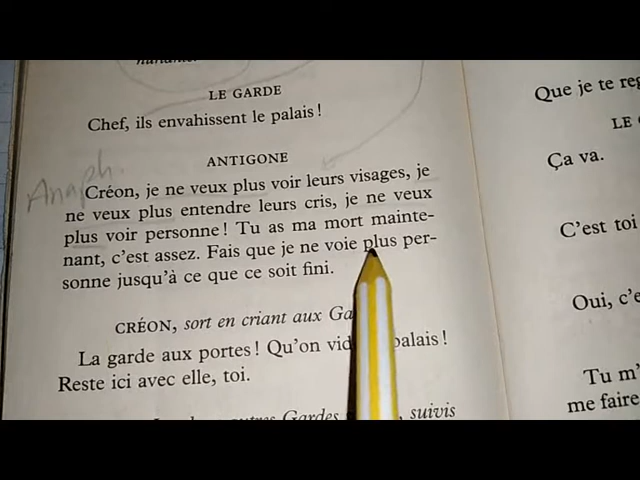 LE GARDE
Chef, ils envahissent le palais !
ANTIGONE
Anaph.
Créon, je ne veux plus voir leurs visages, je
ne veux plus entendre leurs cris, je ne veux
plus voir personne ! Tu as ma mort mainte-
nant, c'est assez. Fais que je ne voie plus per-
sonne jusqu'à ce que ce soit fini.
CRÉON, sort en criant aux Ga
La garde aux portes ! Qu'on vid palais !
Reste ici avec elle, toi.
Gardes suivis
Que je te reg
LE
Ça va.
C'est toi
Oui, c'e
Tu m'
me faire